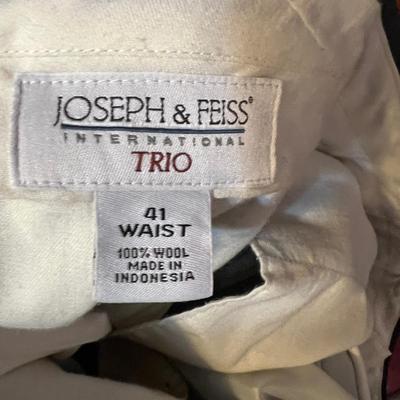 JOSEPH & FEISS®
INTERNATIONAL
TRIO
41
WAIST
100% WOOL
MADE IN
INDONESIA